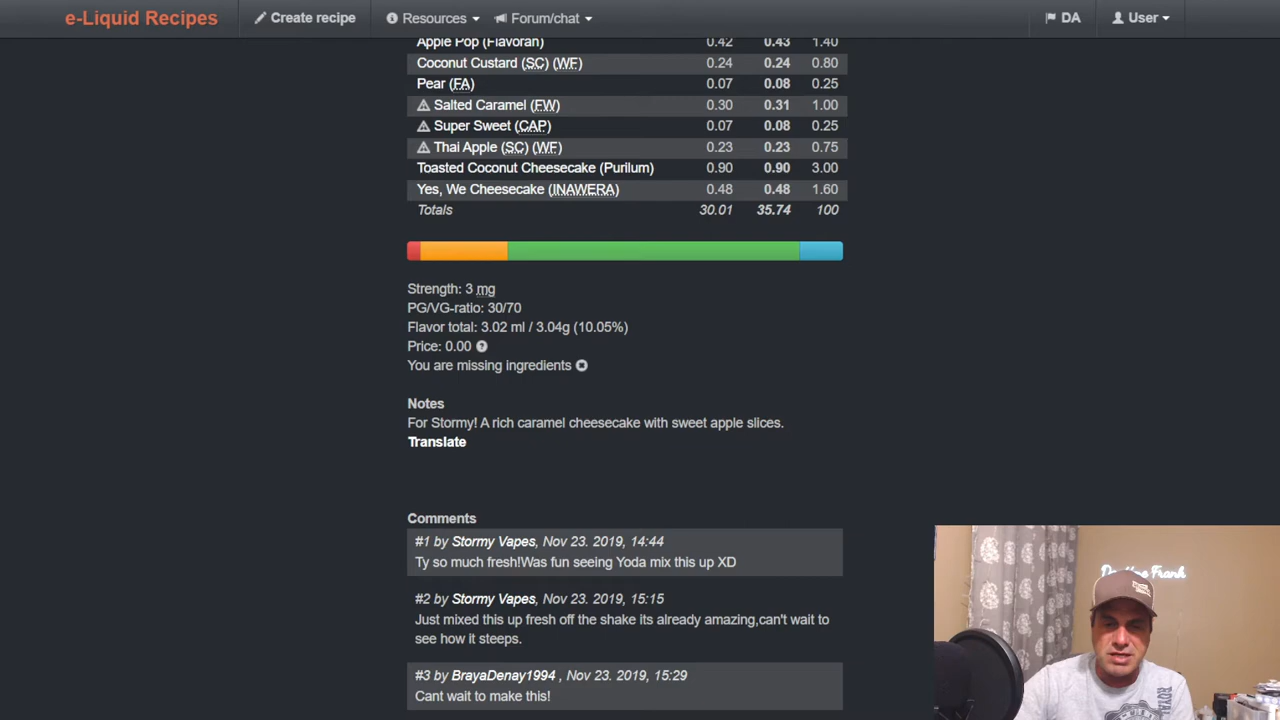 e-Liquid Recipes Create recipe Resources Forum/chat DA User
Apple Pop (Flavorah) 0.42 0.43 1.40
Coconut Custard (SC) (WF) 0.24 0.24 0.80
Pear (FA) 0.07 0.08 0.25
Salted Caramel (FW) 0.30 0.31 1.00
Super Sweet (CAP) 0.07 0.08 0.25
Thai Apple (SC) (WF) 0.23 0.23 0.75
Toasted Coconut Cheesecake (Purilum) 0.90 0.90 3.00
Yes, We Cheesecake (INAWERA) 0.48 0.48 1.60
Totals 30.01 35.74 100
Strength: 3 mg
PG/VG-ratio: 30/70
Flavor total: 3.02 ml / 3.04g (10.05%)
Price: 0.00
You are missing ingredients
Notes
For Stormy! A rich caramel cheesecake with sweet apple slices.
Translate
Comments
#1 by Stormy Vapes, Nov 23. 2019, 14:44
Ty so much fresh!Was fun seeing Yoda mix this up XD
#2 by Stormy Vapes, Nov 23. 2019, 15:15
Just mixed this up fresh off the shake its already amazing,can't wait to
see how it steeps.
#3 by BrayaDenay1994 , Nov 23. 2019, 15:29
Cant wait to make this!
Frank